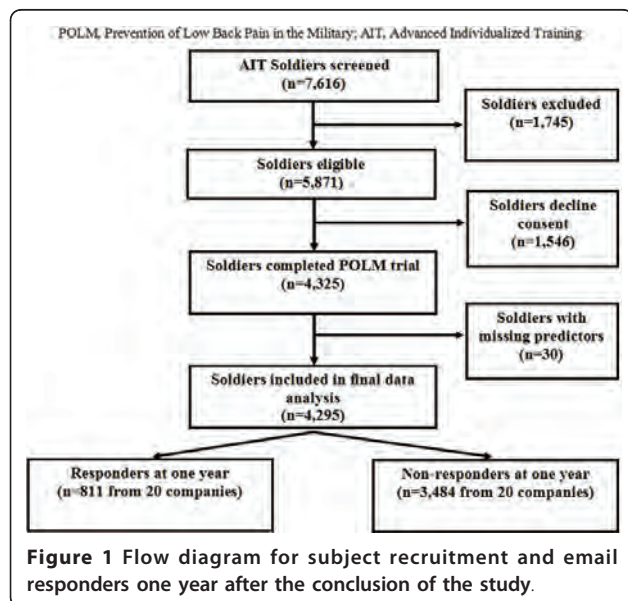 POLM, Prevention of Low Back Pain in the Military; AIT, Advanced Individualized Training
AIT Soldiers screened
(n=7,616)
Soldiers excluded
(n=1,745)
Soldiers eligible
(n=5,871)
Soldiers decline
consent
(n=1,546)
Soldiers completed POLM trial
(n=4,325)
Soldiers with
missing predictors
(n=30)
Soldiers included in final data
analysis
(n=4,295)
Responders at one year
(n=811 from 20 companies)
Non-responders at one year
(n=3,484 from 20 companies)
Figure 1 Flow diagram for subject recruitment and email
responders one year after the conclusion of the study.